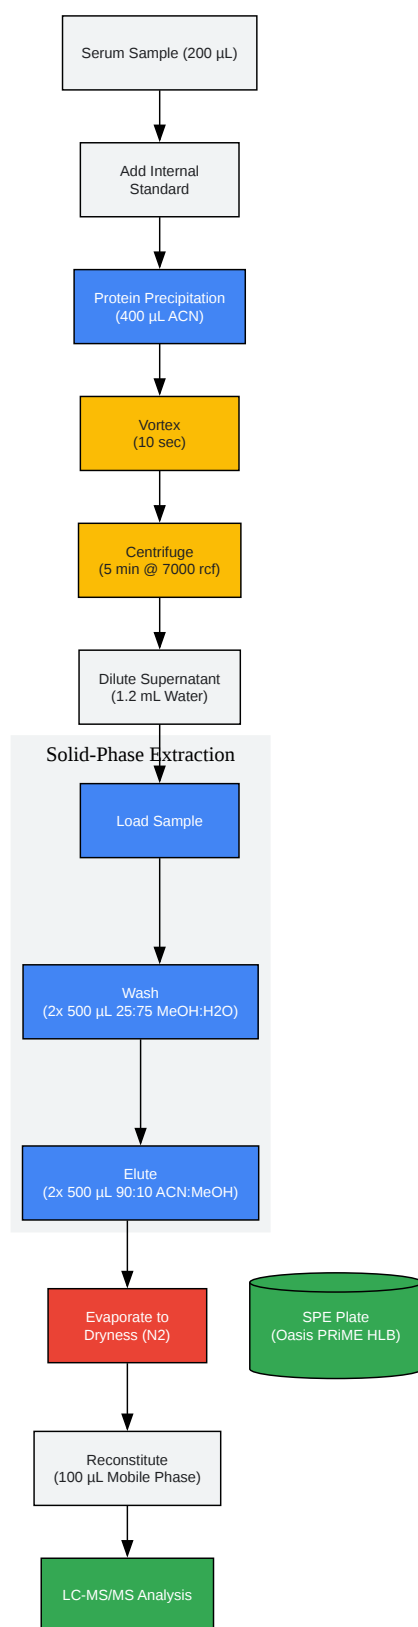 Serum Sample (200 µL)
Add Internal
Standard
Protein Precipitation
(400 µL ACN)
Vortex
(10 sec)
Centrifuge
(5 min @ 7000 rcf)
Dilute Supernatant
(1.2 mL Water)
Solid-Phase Extraction
Load Sample
Wash
(2x 500 µL 25:75 MeOH:H2O)
Elute
(2x 500 µL 90:10 ACN:MeOH)
Evaporate to
Dryness (N2)
SPE Plate
(Oasis PRiME HLB)
Reconstitute
(100 µL Mobile Phase)
LC-MS/MS Analysis